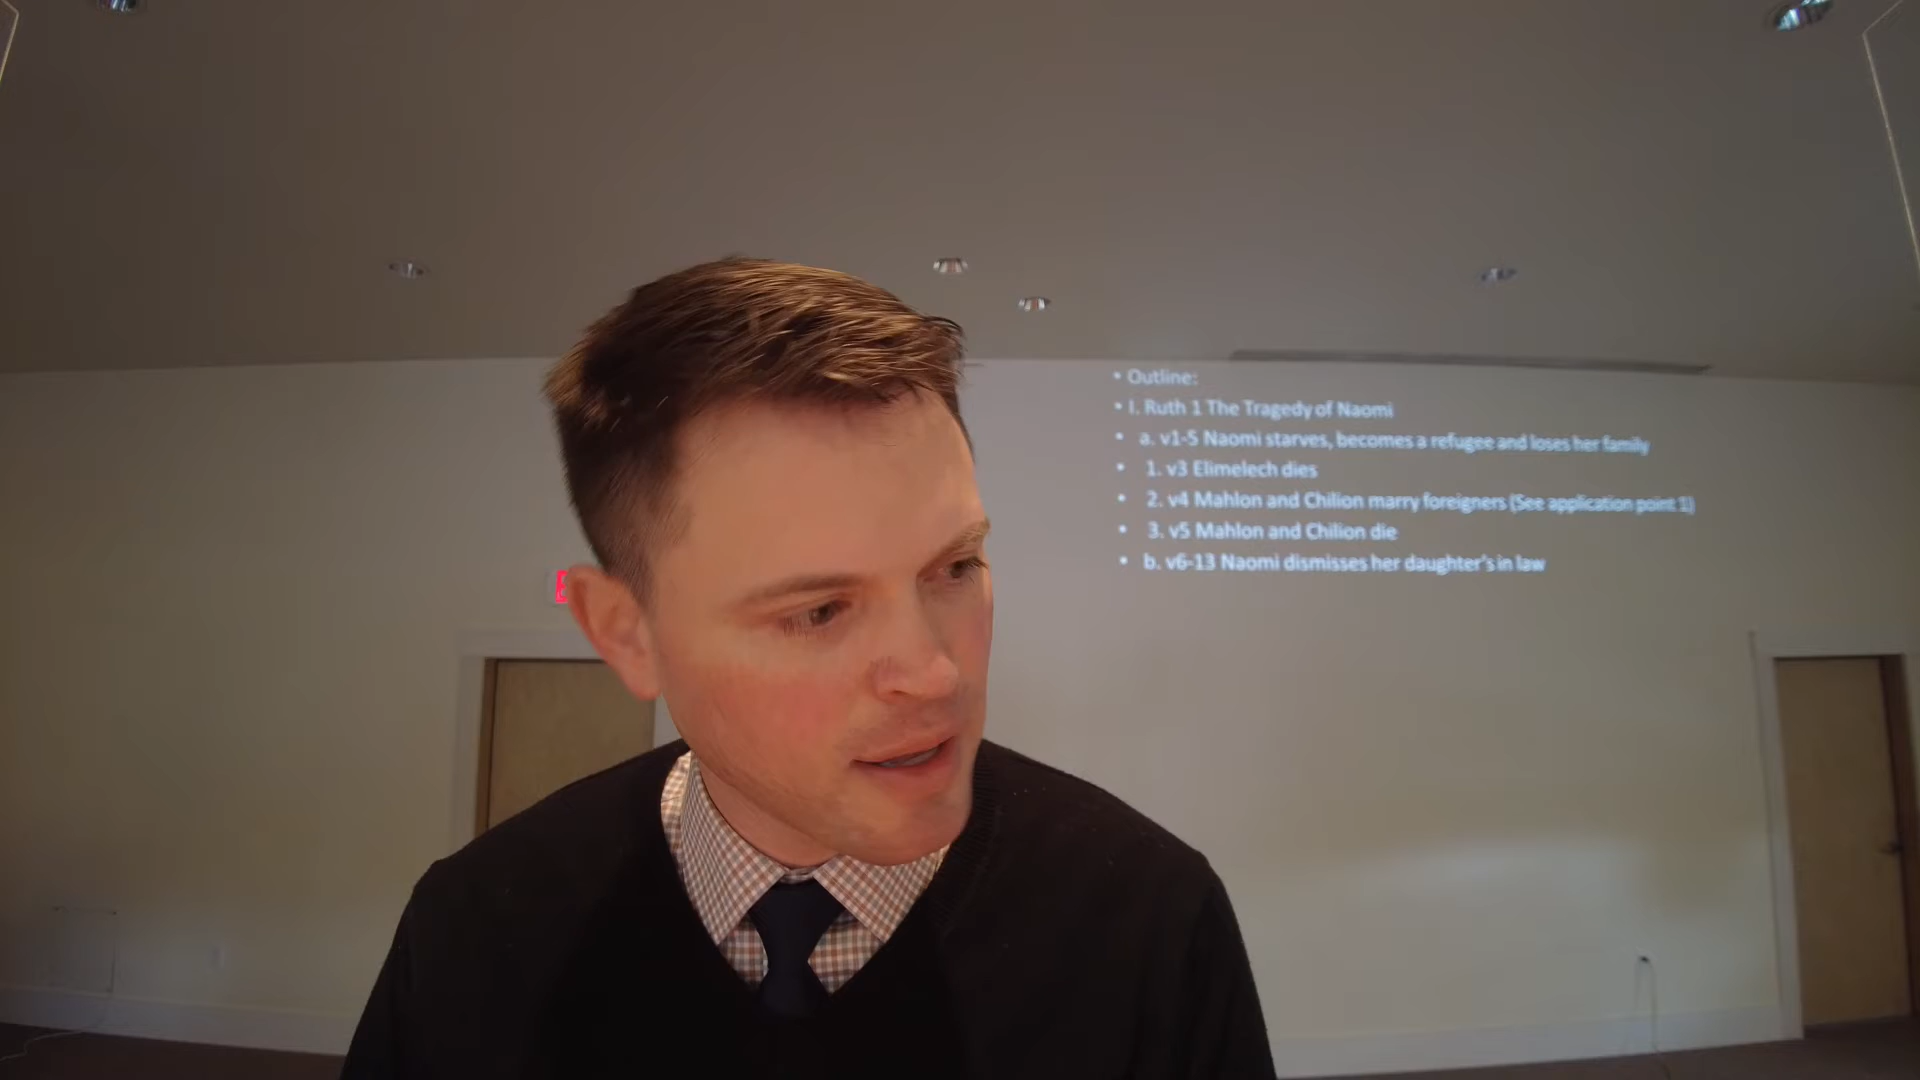 • Outline:
• I. Ruth 1 The Tragedy of Naomi
• a. v1-5 Naomi starves, becomes a refugee and loses her family
• 1. v3 Elimelech dies
• 2. v4 Mahlon and Chilion marry foreigners (See application point 1)
• 3. v5 Mahlon and Chilion die
• b. v6-13 Naomi dismisses her daughter's in law